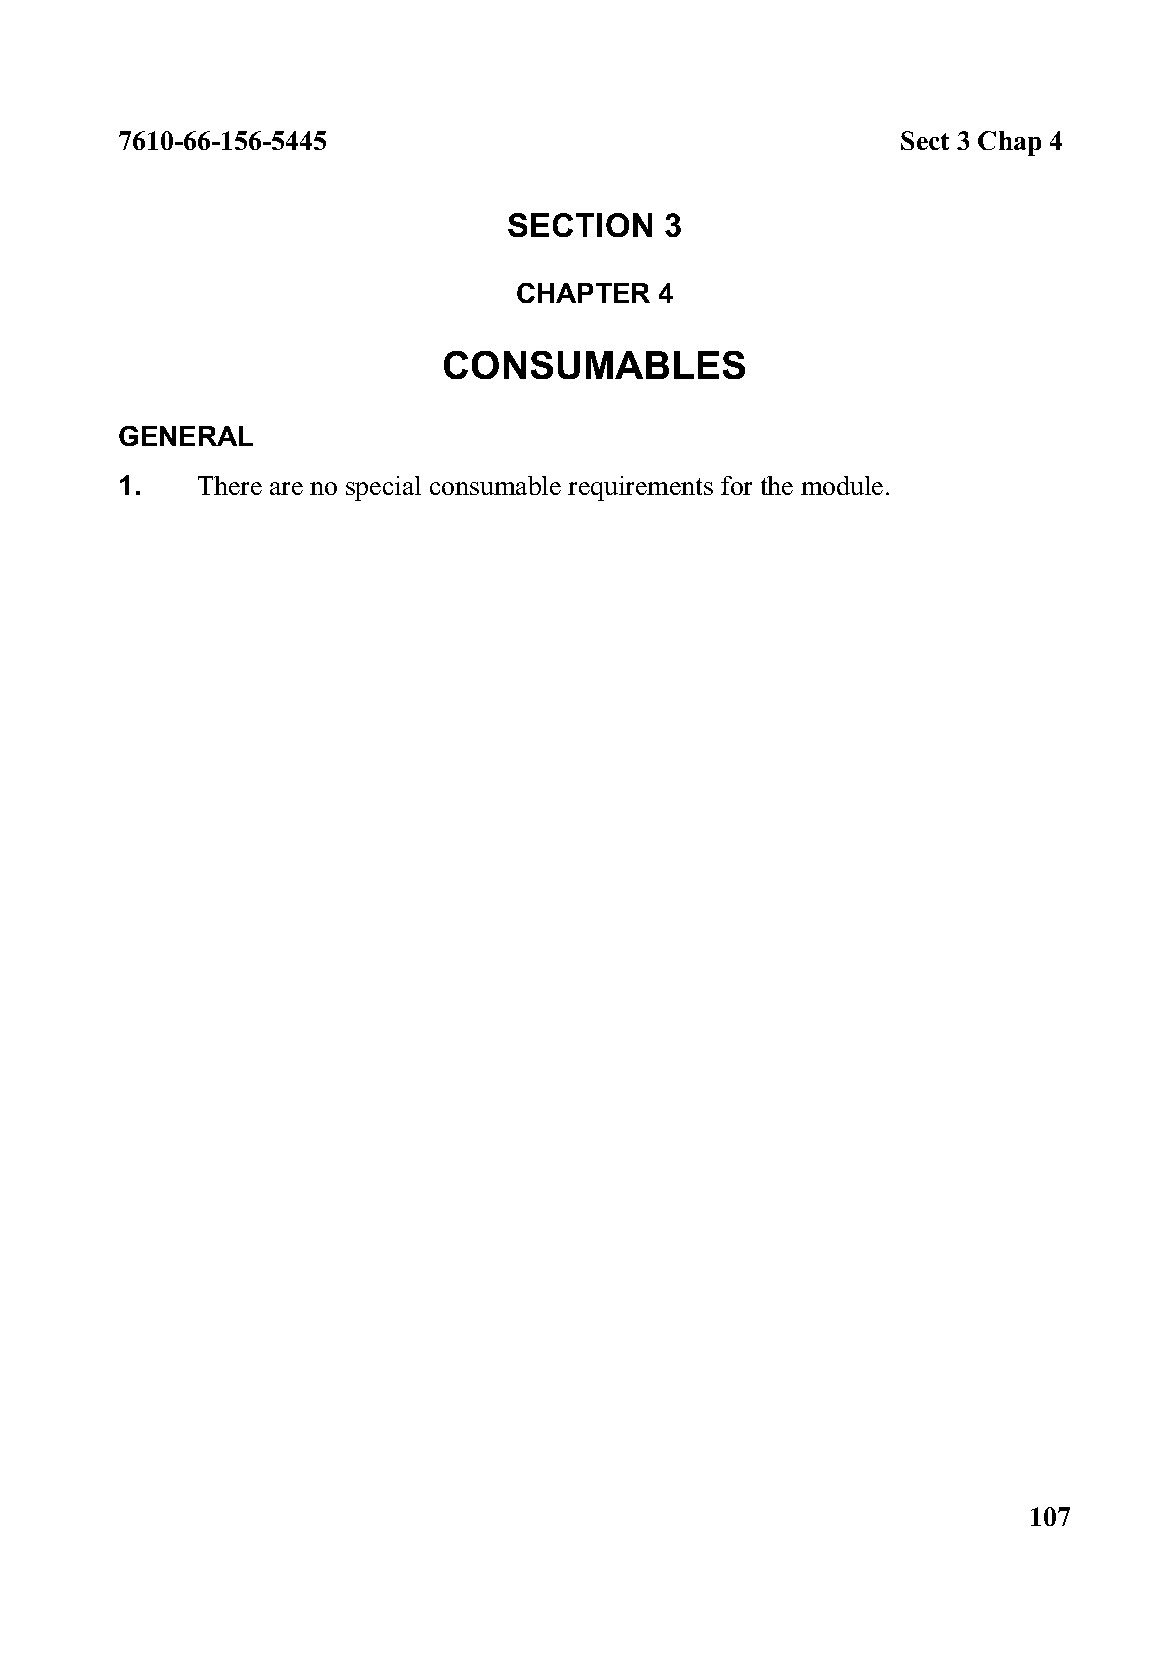 7610-66-156-5445 Sect 3 Chap 4
SECTION 3
CHAPTER 4
CONSUMABLES
GENERAL
1. There are no special consumable requirements for the module.
107